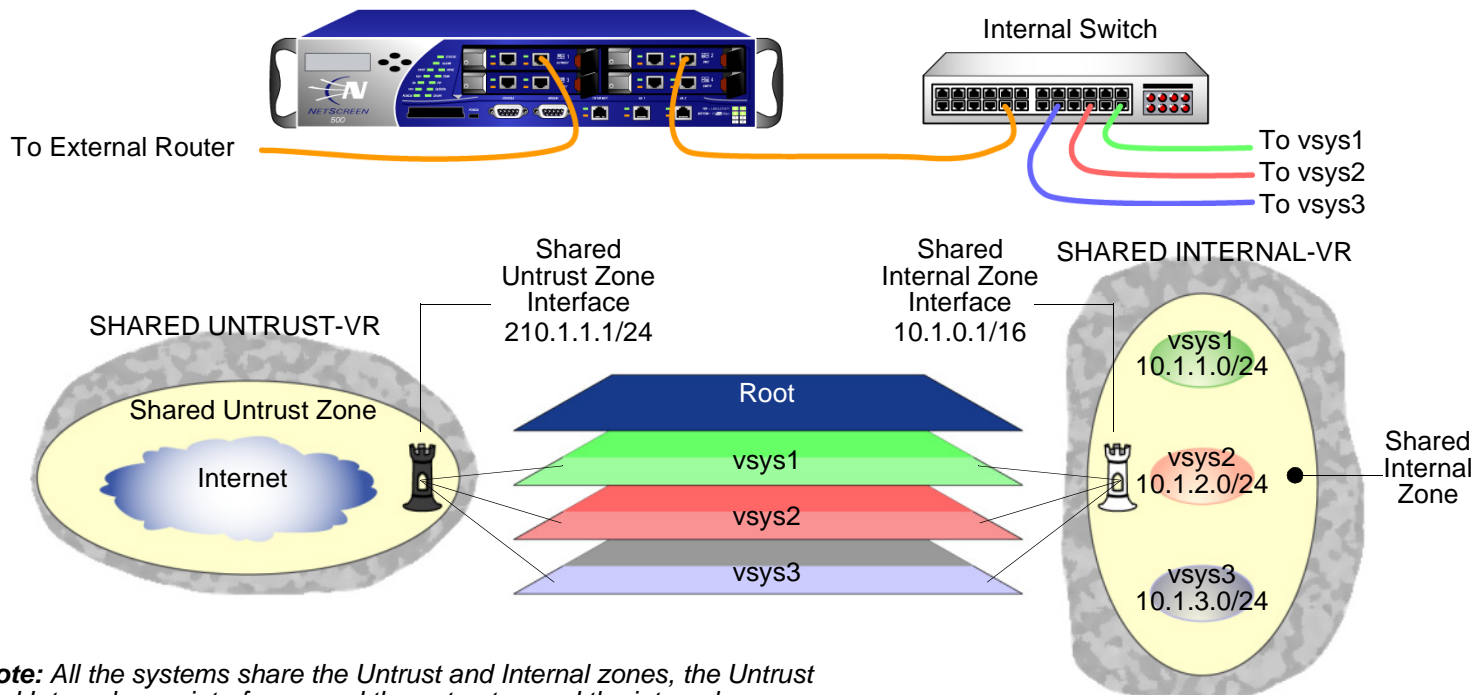 Internal Switch
NETSCREEN
500
To External Router
To vsys1
To vsys2
To vsys3
Shared
Untrust Zone
Interface
210.1.1.1/24
Shared
Internal Zone
Interface
10.1.0.1/16
SHARED INTERNAL-VR
SHARED UNTRUST-VR
Shared Untrust Zone
Internet
Root
vsys1
vsys2
vsys3
vsys1
10.1.1.0/24
vsys2
10.1.2.0/24
vsys3
10.1.3.0/24
Shared
Internal
Zone
ote: All the systems share the Untrust and Internal zones, the Untrust